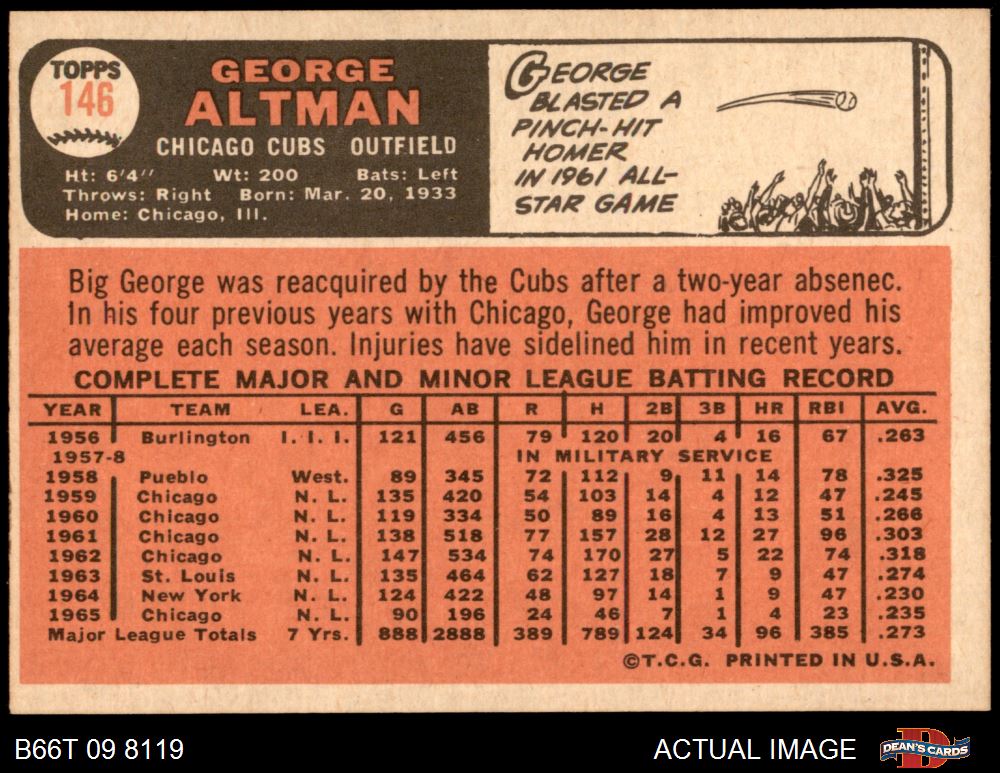 TOPPS
146
GEORGE
ALTMAN
CHICAGO CUBS OUTFIELD
Ht: 6'4" Wt: 200 Bats: Left
Throws: Right Born: Mar. 20, 1933
Home: Chicago, Ill.
GEORGE
BLASTED A
PINCH-HIT
HOMER
IN 1961 ALL-
STAR GAME
Big George was reacquired by the Cubs after a two-year absenec.
In his four previous years with Chicago, George had improved his
average each season. Injuries have sidelined him in recent years.
COMPLETE MAJOR AND MINOR LEAGUE BATTING RECORD
YEAR TEAM LEA. G AB R H 2B 3B HR RBI AVG.
1956 Burlington I. I. I. 121 456 79 120 20 4 16 67 .263
1957-8 IN MILITARY SERVICE
1958 Pueblo West. 89 345 72 112 9 11 14 78 .325
1959 Chicago N. L. 135 420 54 103 14 4 12 47 .245
1960 Chicago N. L. 119 334 50 89 16 4 13 51 .266
1961 Chicago N. L. 138 518 77 157 28 12 27 96 .303
1962 Chicago N. L. 147 534 74 170 27 5 22 74 .318
1963 St. Louis N. L. 135 464 62 127 18 7 9 47 .274
1964 New York N. L. 124 422 48 97 14 1 9 47 .230
1965 Chicago N. L. 90 196 24 46 7 1 4 23 .235
Major League Totals 7 Yrs. 888 2888 389 789 124 34 96 385 .273
©T.C.G. PRINTED IN U.S.A.
B66T 09 8119 ACTUAL IMAGE DEAN'S CARDS